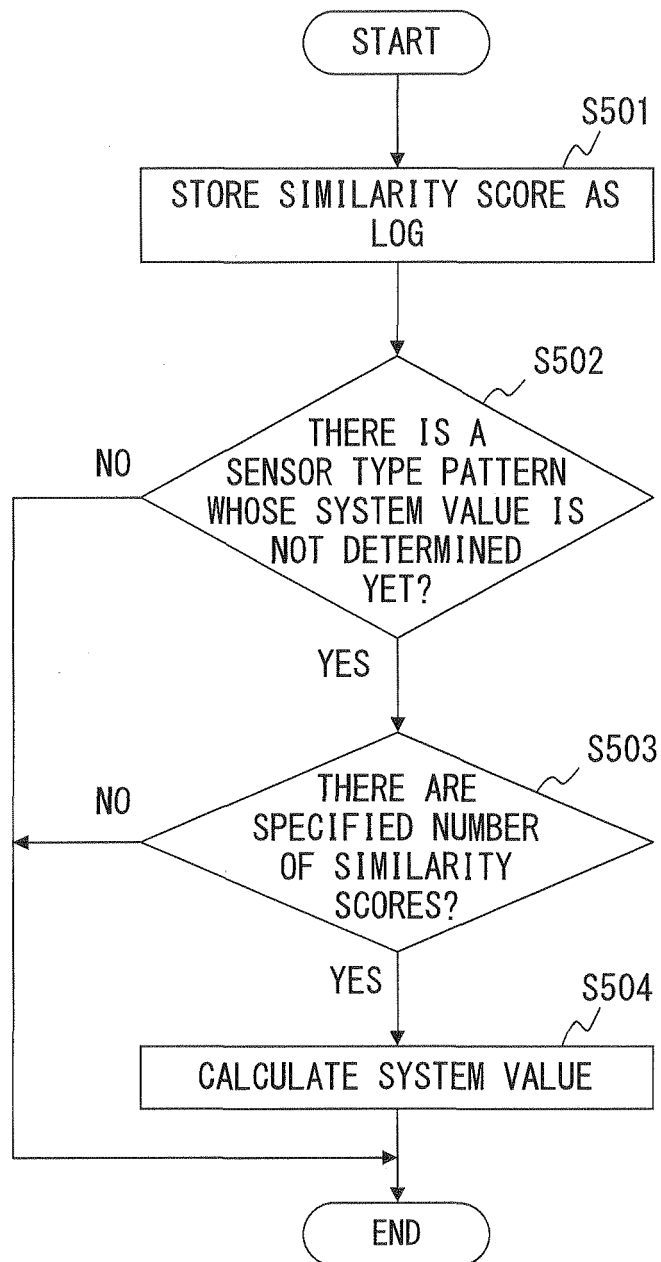 START
S501
STORE SIMILARITY SCORE AS
LOG
S502
THERE IS A
SENSOR TYPE PATTERN
WHOSE SYSTEM VALUE IS
NOT DETERMINED
YET?
NO
YES
S503
THERE ARE
SPECIFIED NUMBER
OF SIMILARITY
SCORES?
NO
YES
S504
CALCULATE SYSTEM VALUE
END